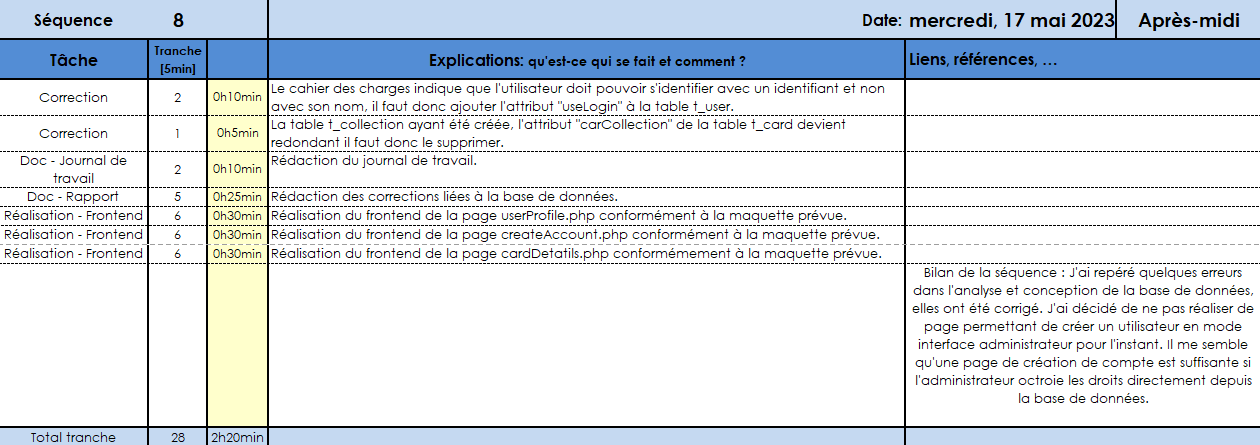 Séquence 8 Date: mercredi, 17 mai 2023 Après-midi
Tâche Tranche [5min] Explications: qu'est-ce qui se fait et comment ? Liens, références, ...
Correction 2 0h10min Le cahier des charges indique que l'utilisateur doit pouvoir s'identifier avec un identifiant et non
avec son nom, il faut donc ajouter l'attribut "useLogin" à la table t_user.
Correction 1 0h5min La table t_collection ayant été créée, l'attribut "carCollection" de la table t_card devient
redondant il faut donc le supprimer.
Doc - Journal de
travail 2 0h10min Rédaction du journal de travail.
Doc - Rapport 5 0h25min Rédaction des corrections liées à la base de données.
Réalisation - Frontend 6 0h30min Réalisation du frontend de la page userProfile.php conformément à la maquette prévue.
Réalisation - Frontend 6 0h30min Réalisation du frontend de la page createAccount.php conformément à la maquette prévue.
Réalisation - Frontend 6 0h30min Réalisation du frontend de la page cardDetatils.php conformémement à la maquette prévue.
Bilan de la séquence : J'ai repéré quelques erreurs
dans l'analyse et conception de la base de données,
elles ont été corrigé. J'ai décidé de ne pas réaliser de
page permettant de créer un utilisateur en mode
interface administrateur pour l'instant. Il me semble
qu'une page de création de compte est suffisante si
l'administrateur octroie les droits directement depuis
la base de données.
Total tranche 28 2h20min